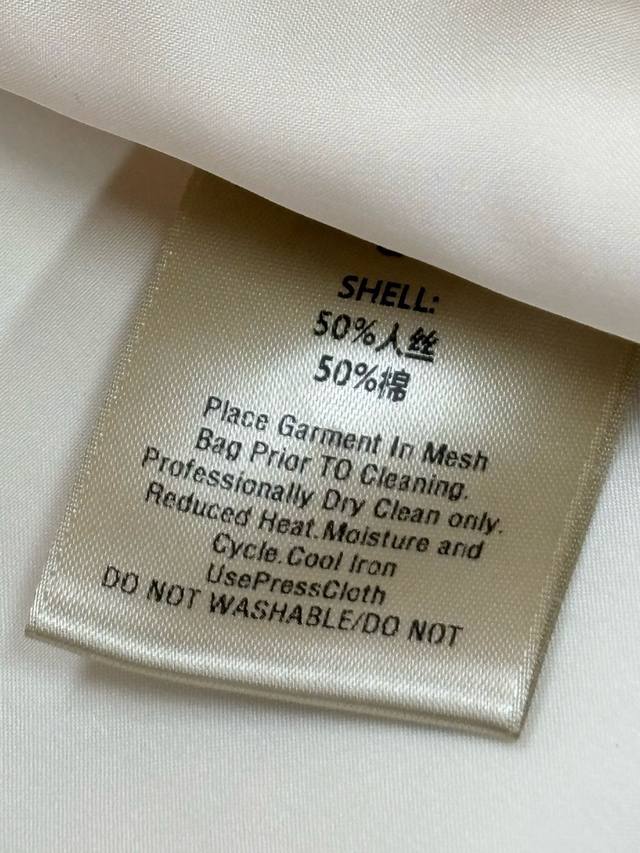 SHELL:
50%人丝
50%棉
Place Garment In Mesh
Bag Prior TO Cleaning.
Professionally Dry Clean only.
Reduced Heat.Moisture and
Cycle.Cool Iron
UsePressCloth
DO NOT WASHABLE/DO NOT